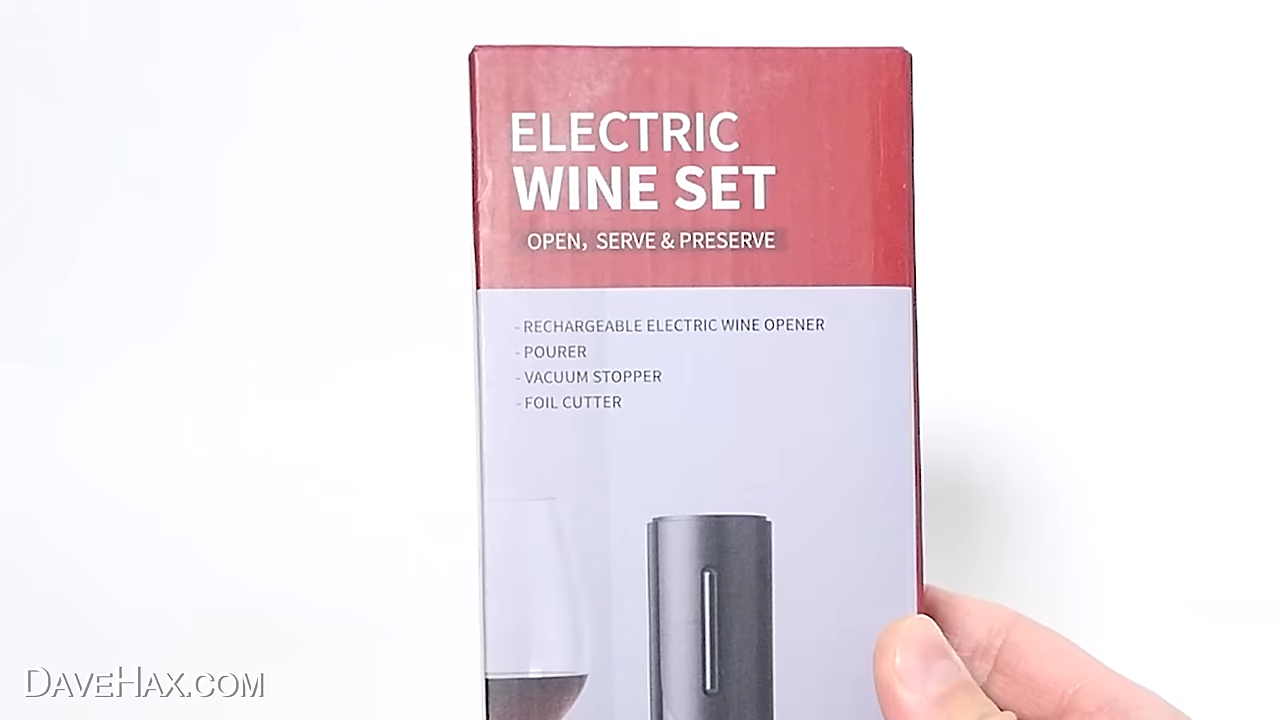 ELECTRIC
WINE SET
OPEN, SERVE & PRESERVE
- RECHARGEABLE ELECTRIC WINE OPENER
- POURER
- VACUUM STOPPER
- FOIL CUTTER
DAVEHAX.COM